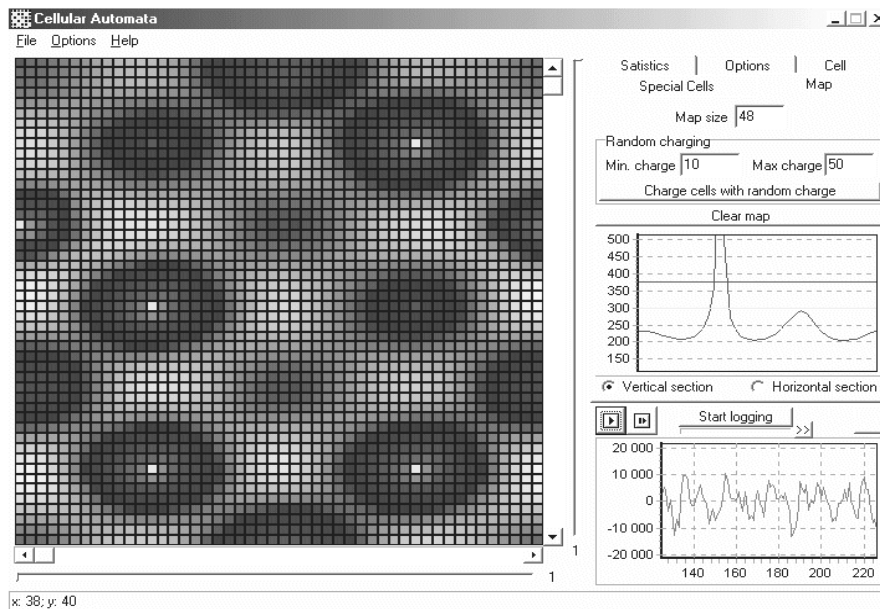 Cellular Automata
File Options Help
Satistics Options Cell
Special Cells Map
Map size 48
Random charging
Min. charge 10 Max charge 50
Charge cells with random charge
Clear map
500
450
400
350
300
250
200
150
Vertical section Horizontal section
Start logging
>>
20 000
10 000
0
-10 000
-20 000
140 160 180 200 220
1
1
x: 38; y: 40